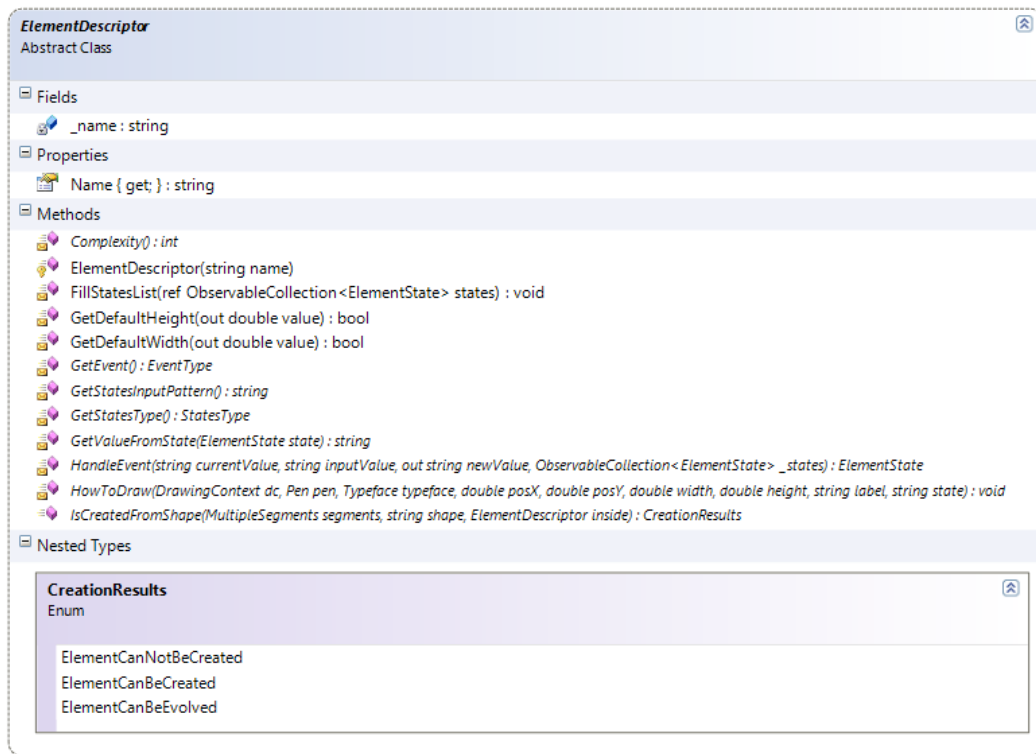 ElementDescriptor
Abstract Class
Fields
_name : string
Properties
Name { get; } : string
Methods
Complexity() : int
ElementDescriptor(string name)
FillStatesList(ref ObservableCollection<ElementState> states) : void
GetDefaultHeight(out double value) : bool
GetDefaultWidth(out double value) : bool
GetEvent() : EventType
GetStatesInputPattern() : string
GetStatesType() : StatesType
GetValueFromState(ElementState state) : string
HandleEvent(string currentValue, string inputValue, out string newValue, ObservableCollection<ElementState> _states) : ElementState
HowToDraw(DrawingContext dc, Pen pen, Typeface typeface, double posX, double posY, double width, double height, string label, string state) : void
IsCreatedFromShape(MultipleSegments segments, string shape, ElementDescriptor inside) : CreationResults
Nested Types
CreationResults
Enum
ElementCanNotBeCreated
ElementCanBeCreated
ElementCanBeEvolved